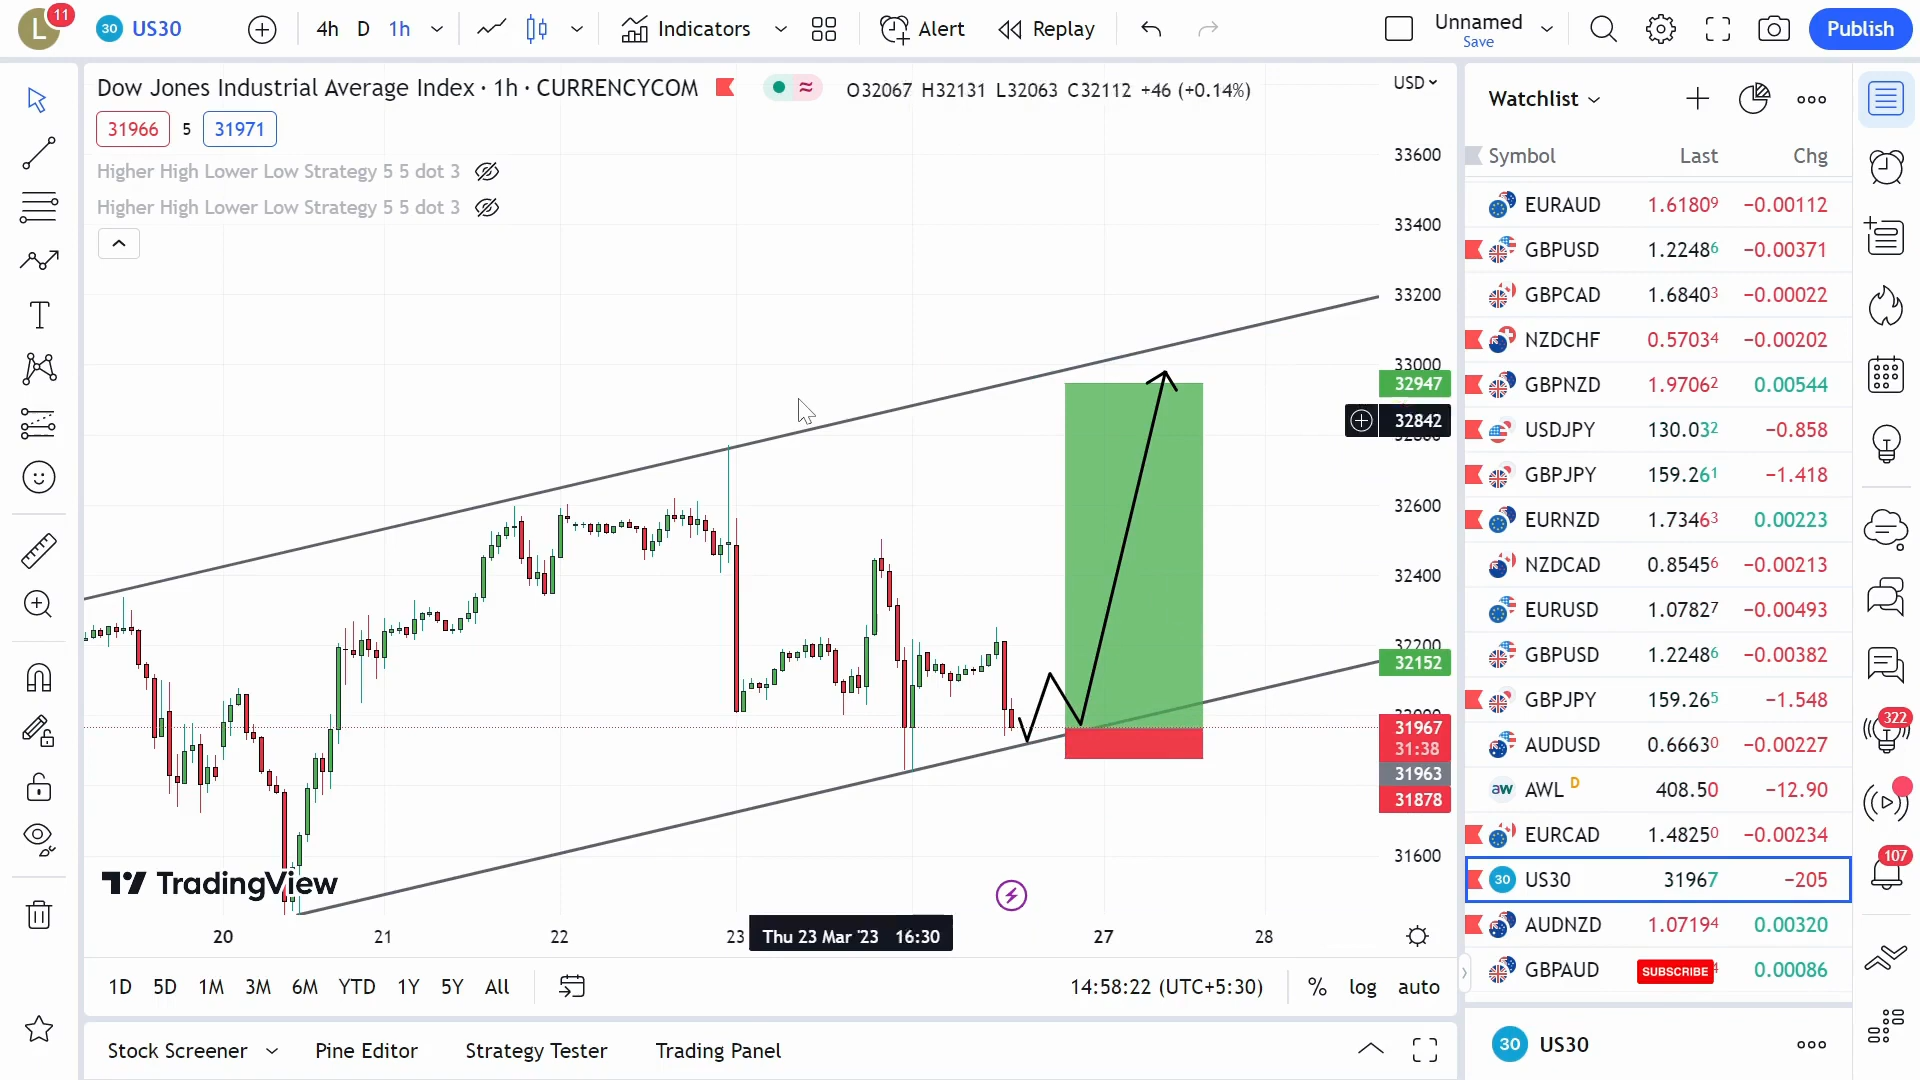 L 11 30 US30 4h D 1h Indicators Alert Replay Unnamed Save Publish
Dow Jones Industrial Average Index · 1h · CURRENCYCOM O32067 H32131 L32063 C32112 +46 (+0.14%) USD
31966 5 31971
Higher High Lower Low Strategy 5 5 dot 3
Higher High Lower Low Strategy 5 5 dot 3
33600
33400
33200
33000
32947
32842
32600
32400
32200
32152
31967
31:38
31963
31878
31600
TradingView
20 21 22 23 Thu 23 Mar '23 16:30 27 28
1D 5D 1M 3M 6M YTD 1Y 5Y All 14:58:22 (UTC+5:30) % log auto
Stock Screener Pine Editor Strategy Tester Trading Panel
Watchlist
Symbol Last Chg
EURAUD 1.61809 −0.00112
GBPUSD 1.22486 −0.00371
GBPCAD 1.68403 −0.00022
NZDCHF 0.57034 −0.00202
GBPNZD 1.97062 0.00544
USDJPY 130.032 −0.858
GBPJPY 159.261 −1.418
EURNZD 1.73463 0.00223
NZDCAD 0.85456 −0.00213
EURUSD 1.07827 −0.00493
GBPUSD 1.22486 −0.00382
GBPJPY 159.265 −1.548
AUDUSD 0.66630 −0.00227
aw AWL D 408.50 −12.90
EURCAD 1.48250 −0.00234
30 US30 31967 −205
AUDNZD 1.07194 0.00320
GBPAUD SUBSCRIBE 0.00086
30 US30
322
107